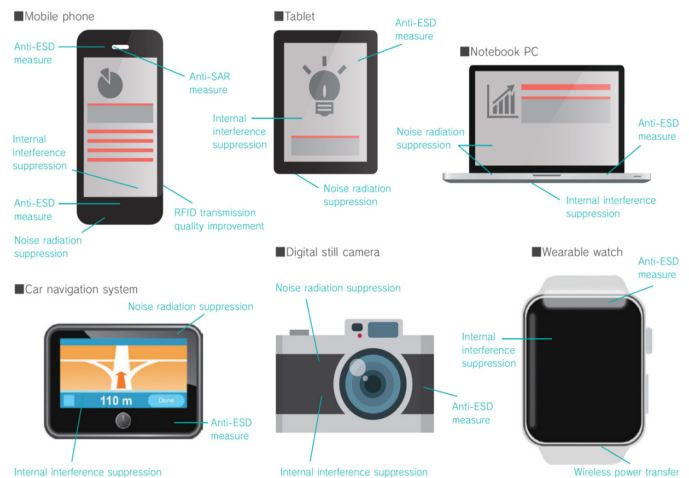 ■Mobile phone
Anti-ESD
measure
Anti-SAR
measure
Internal
interference
suppression
Anti-ESD
measure
RFID transmission
quality improvement
Noise radiation
suppression
■Tablet
Anti-ESD
measure
Internal
interference
suppression
Noise radiation
suppression
■Notebook PC
Noise radiation
suppression
Anti-ESD
measure
Internal interference
suppression
■Car navigation system
Noise radiation suppression
110 m
Done
Anti-ESD
measure
Internal interference suppression
■Digital still camera
Noise radiation suppression
Anti-ESD
measure
Internal interference suppression
■Wearable watch
Anti-ESD
measure
Internal
interference
suppression
Wireless power transfer